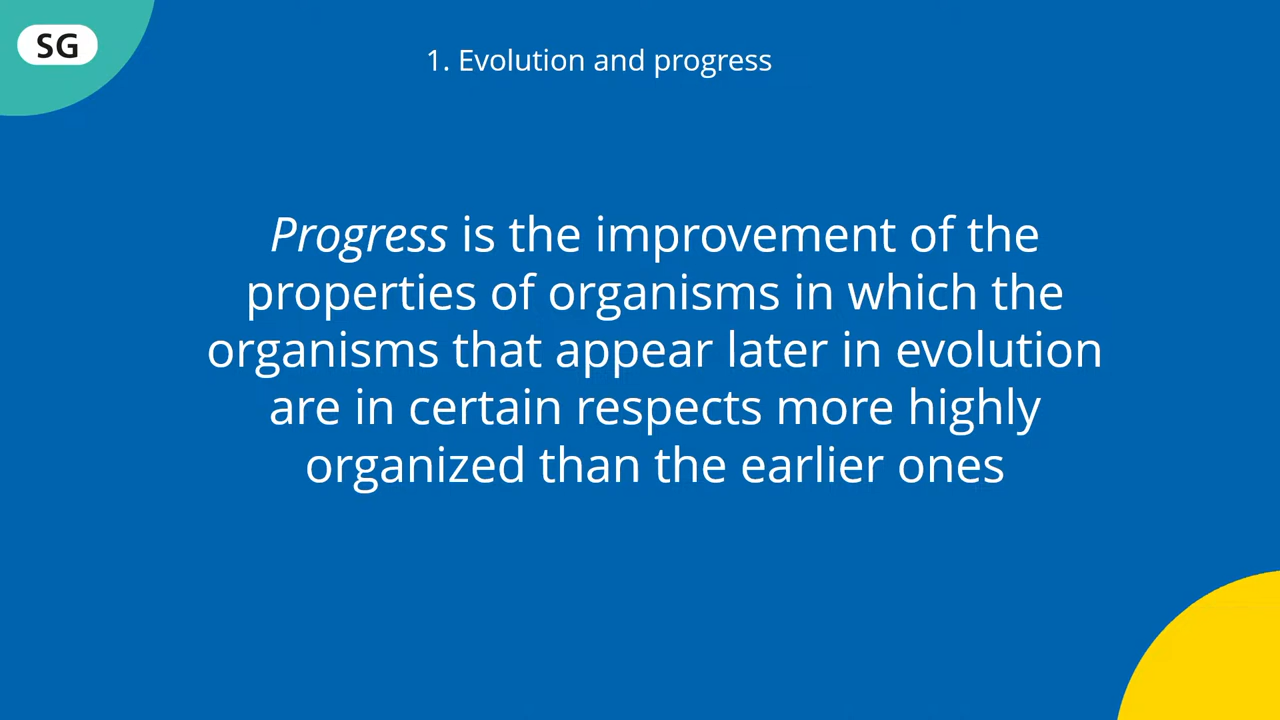 SG
1. Evolution and progress
Progress is the improvement of the
properties of organisms in which the
organisms that appear later in evolution
are in certain respects more highly
organized than the earlier ones